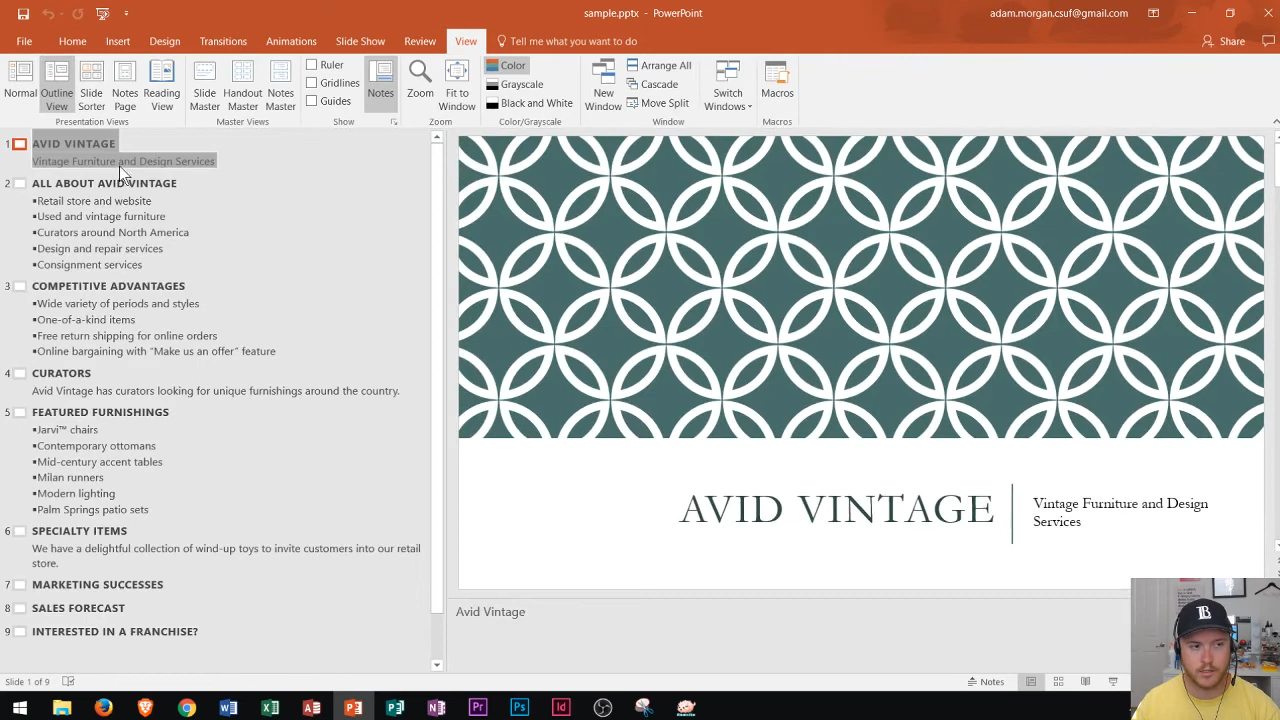 sample.pptx - PowerPoint
adam.morgan.csuf@gmail.com
File Home Insert Design Transitions Animations Slide Show Review View Tell me what you want to do Share
Normal Outline View Slide Sorter Notes Page Reading View
Presentation Views
Slide Master Handout Master Notes Master
Master Views
Ruler
Gridlines
Guides
Show
Notes
Zoom Fit to Window
Zoom
Color
Grayscale
Black and White
Color/Grayscale
New Window
Arrange All
Cascade
Move Split
Switch Windows
Window
Macros
Macros
1 AVID VINTAGE
Vintage Furniture and Design Services
2 ALL ABOUT AVID VINTAGE
▪Retail store and website
▪Used and vintage furniture
▪Curators around North America
▪Design and repair services
▪Consignment services
3 COMPETITIVE ADVANTAGES
▪Wide variety of periods and styles
▪One-of-a-kind items
▪Free return shipping for online orders
▪Online bargaining with “Make us an offer” feature
4 CURATORS
Avid Vintage has curators looking for unique furnishings around the country.
5 FEATURED FURNISHINGS
▪Jarvi™ chairs
▪Contemporary ottomans
▪Mid-century accent tables
▪Milan runners
▪Modern lighting
▪Palm Springs patio sets
6 SPECIALTY ITEMS
We have a delightful collection of wind-up toys to invite customers into our retail
store.
7 MARKETING SUCCESSES
8 SALES FORECAST
9 INTERESTED IN A FRANCHISE?
AVID VINTAGE
Vintage Furniture and Design
Services
Avid Vintage
Slide 1 of 9
Notes